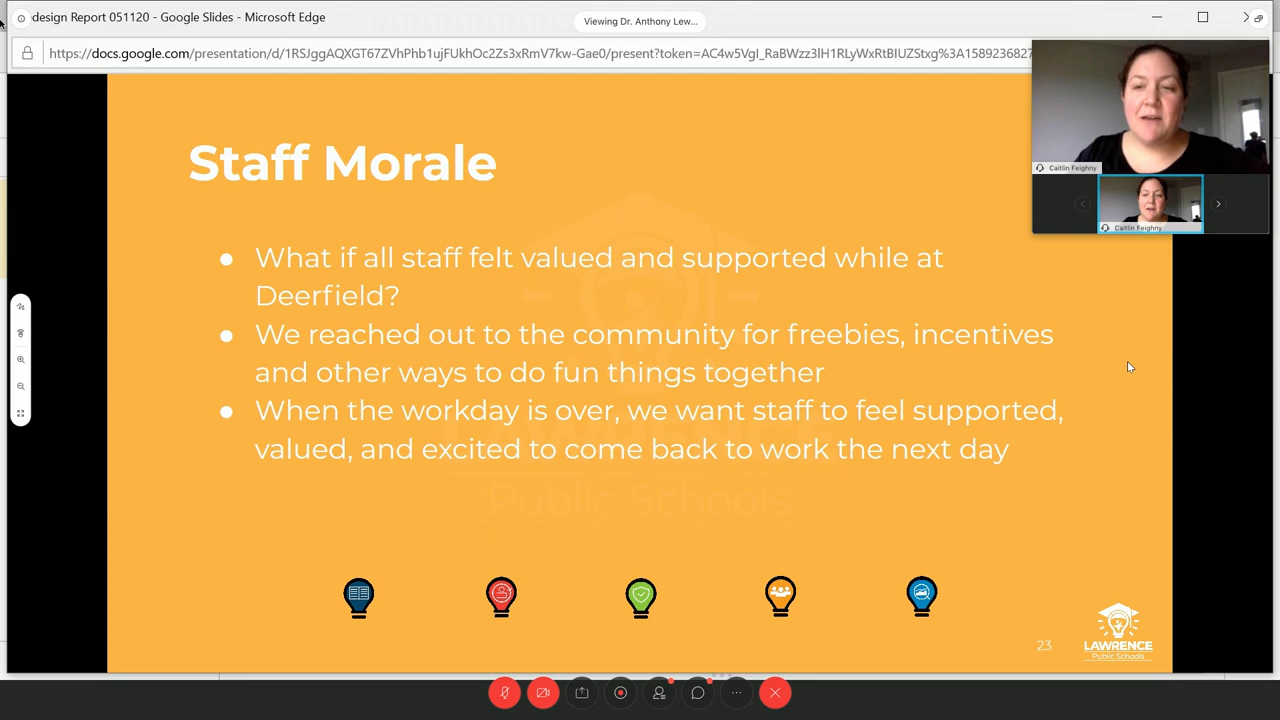 design Report 051120 - Google Slides - Microsoft Edge
Viewing Dr. Anthony Lew...
https://docs.google.com/presentation/d/1RSJggAQXGT67ZVhPhb1ujFUkhOc2Zs3xRmV7kw-Gae0/present?token=AC4w5VgI_RaBWzz3lH1RLyWxRtBIUZStxg%3A1589236827
Caitlin Feighny
Caitlin Feighny
Staff Morale
● What if all staff felt valued and supported while at
Deerfield?
● We reached out to the community for freebies, incentives
and other ways to do fun things together
● When the workday is over, we want staff to feel supported,
valued, and excited to come back to work the next day
Public Schools
23
LAWRENCE
Public Schools